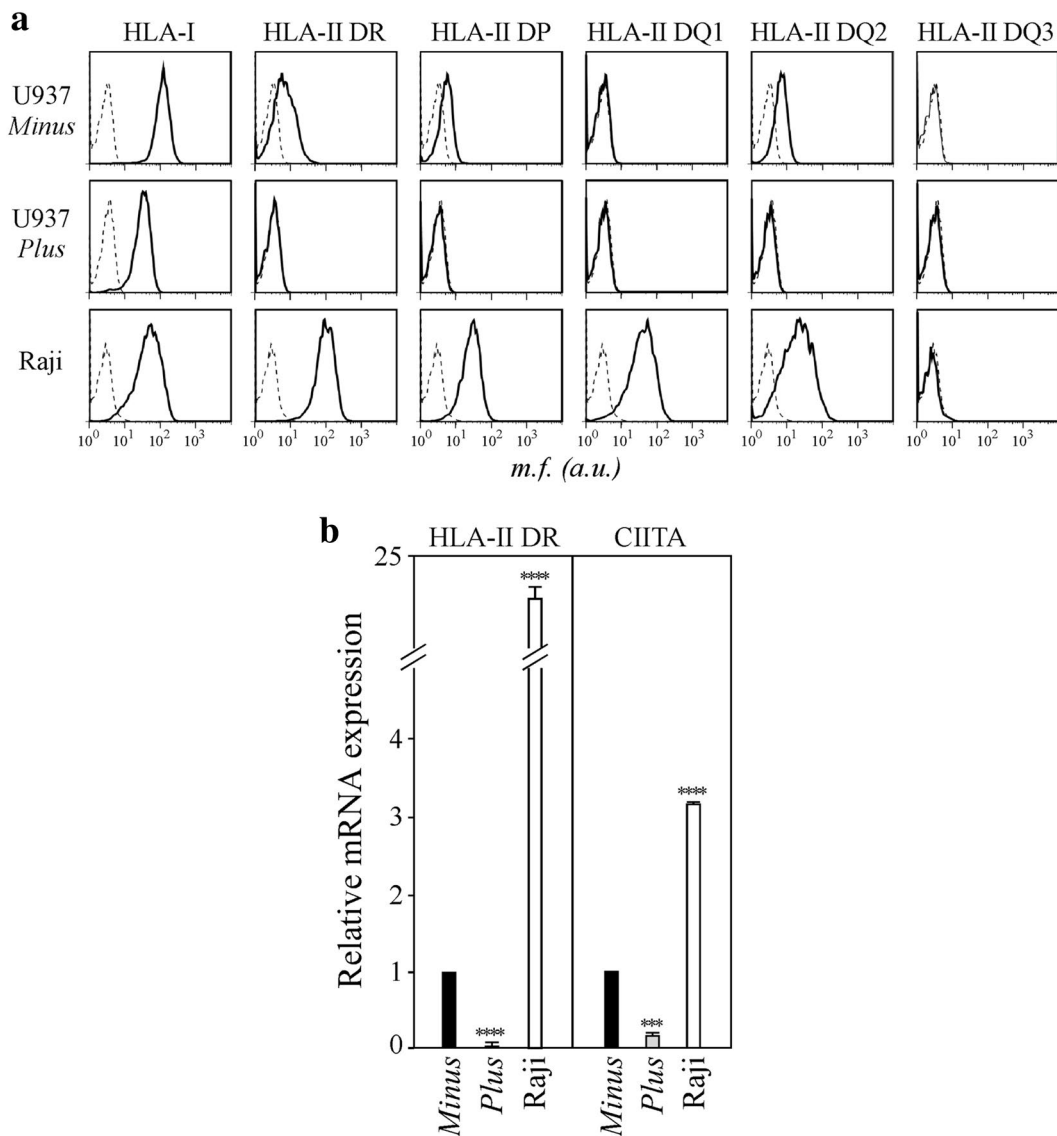 a
HLA-I HLA-II DR HLA-II DP HLA-II DQ1 HLA-II DQ2 HLA-II DQ3
U937
Minus
U937
Plus
Raji
10⁰ 10¹ 10² 10³ 10⁰ 10¹ 10² 10³ 10⁰ 10¹ 10² 10³ 10⁰ 10¹ 10² 10³ 10⁰ 10¹ 10² 10³ 10⁰ 10¹ 10² 10³
m.f. (a.u.)
b
HLA-II DR CIITA
Relative mRNA expression
25
4
3
2
1
0
**** **** *** ****
Minus Plus Raji Minus Plus Raji